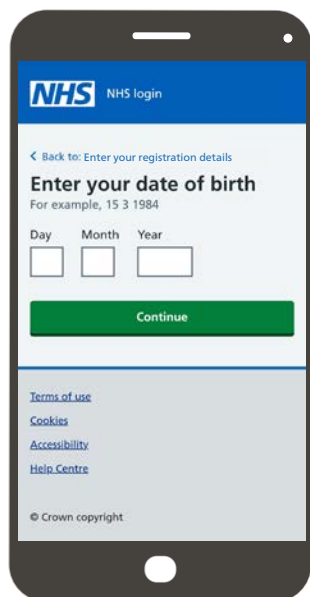 NHS NHS login
Back to: Enter your registration details
Enter your date of birth
For example, 15 3 1984
Day Month Year
Continue
Terms of use
Cookies
Accessibility
Help Centre
© Crown copyright